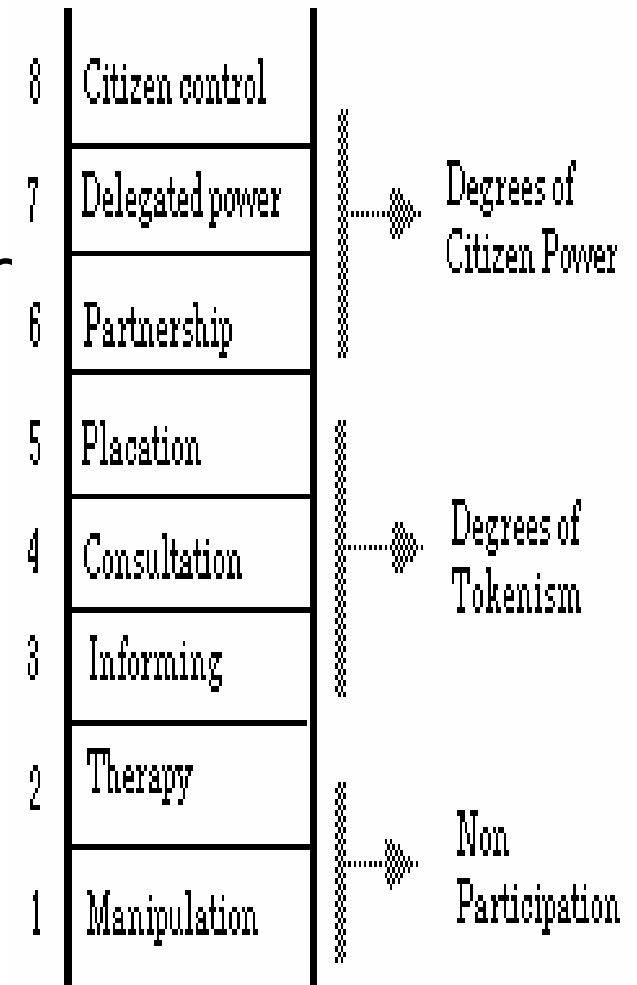 8 Citizen control
7 Delegated power
Degrees of
Citizen Power
6 Partnership
5 Placation
4 Consultation
Degrees of
Tokenism
3 Informing
2 Therapy
1 Manipulation
Non
Participation